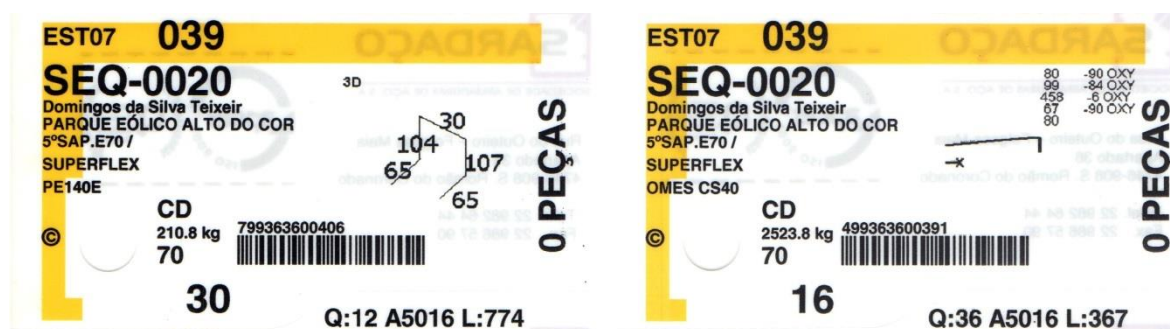 EST07 039
SEQ-0020
3D
Domingos da Silva Teixeir
PARQUE EÓLICO ALTO DO COR
5ºSAP.E70 /
SUPERFLEX
PE140E
30
104
65
107
65
0 PECAS
CD
210.8 kg 799363600406
70
©
30
Q:12 A5016 L:774
EST07 039
SARDAÇO
SEQ-0020
80 -90 OXY
99 -84 OXY
458 -6 OXY
67 -90 OXY
80
Domingos da Silva Teixeir
PARQUE EÓLICO ALTO DO COR
5ºSAP.E70 /
SUPERFLEX
x
OMES CS40
0 PECAS
CD
2523.8 kg 499363600391
70
©
16
Q:36 A5016 L:367